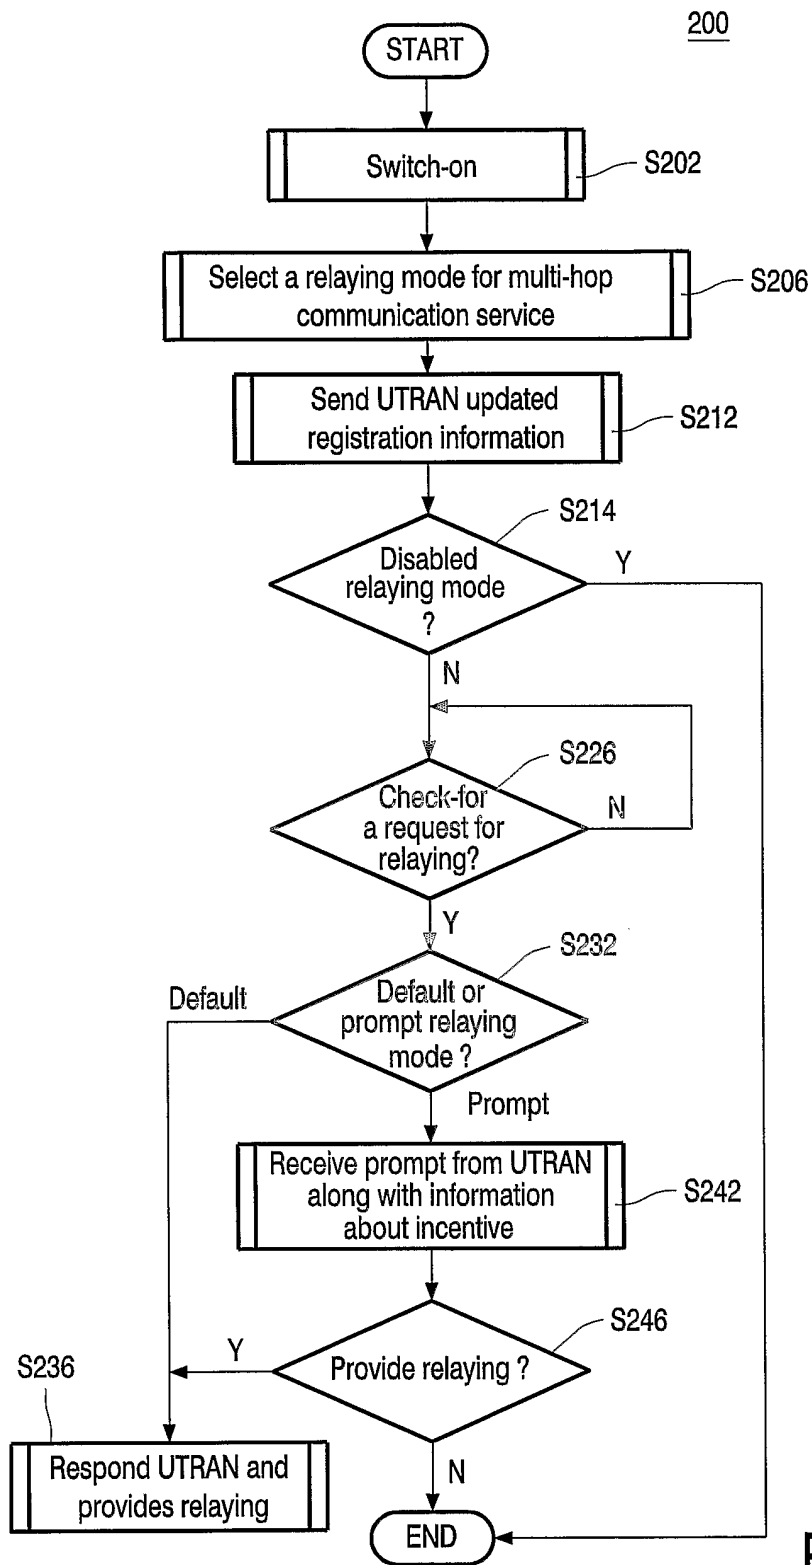 200
START
Switch-on
S202
Select a relaying mode for multi-hop
communication service
S206
Send UTRAN updated
registration information
S212
S214
Disabled
relaying mode
?
Y
N
S226
Check-for
a request for
relaying?
N
Y
S232
Default
Default or
prompt relaying
mode ?
Prompt
Receive prompt from UTRAN
along with information
about incentive
S242
S246
Provide relaying ?
Y
S236
Respond UTRAN and
provides relaying
N
END